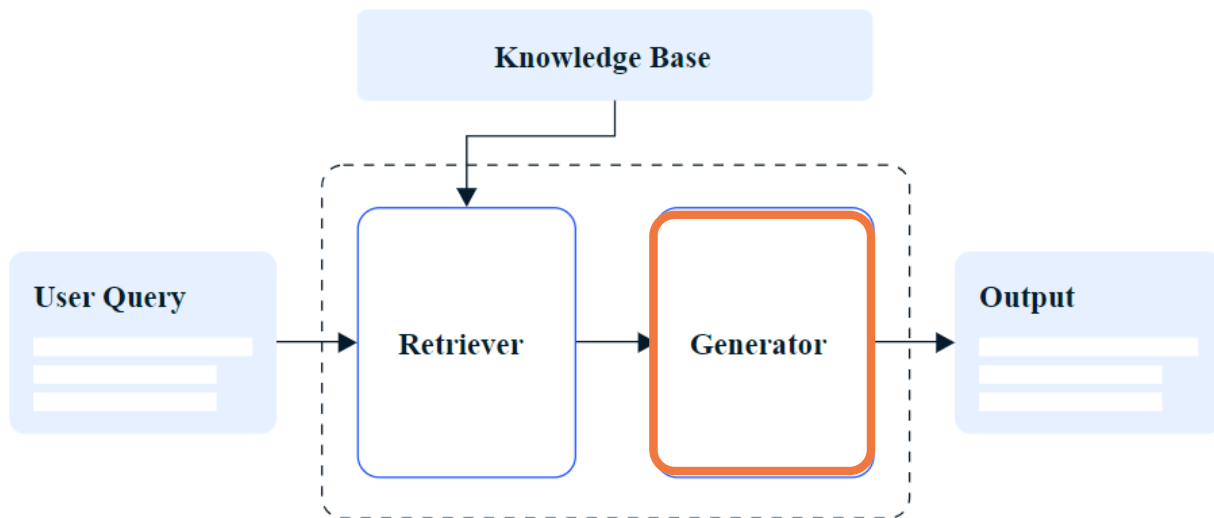 Knowledge Base
User Query
Retriever
Generator
Output